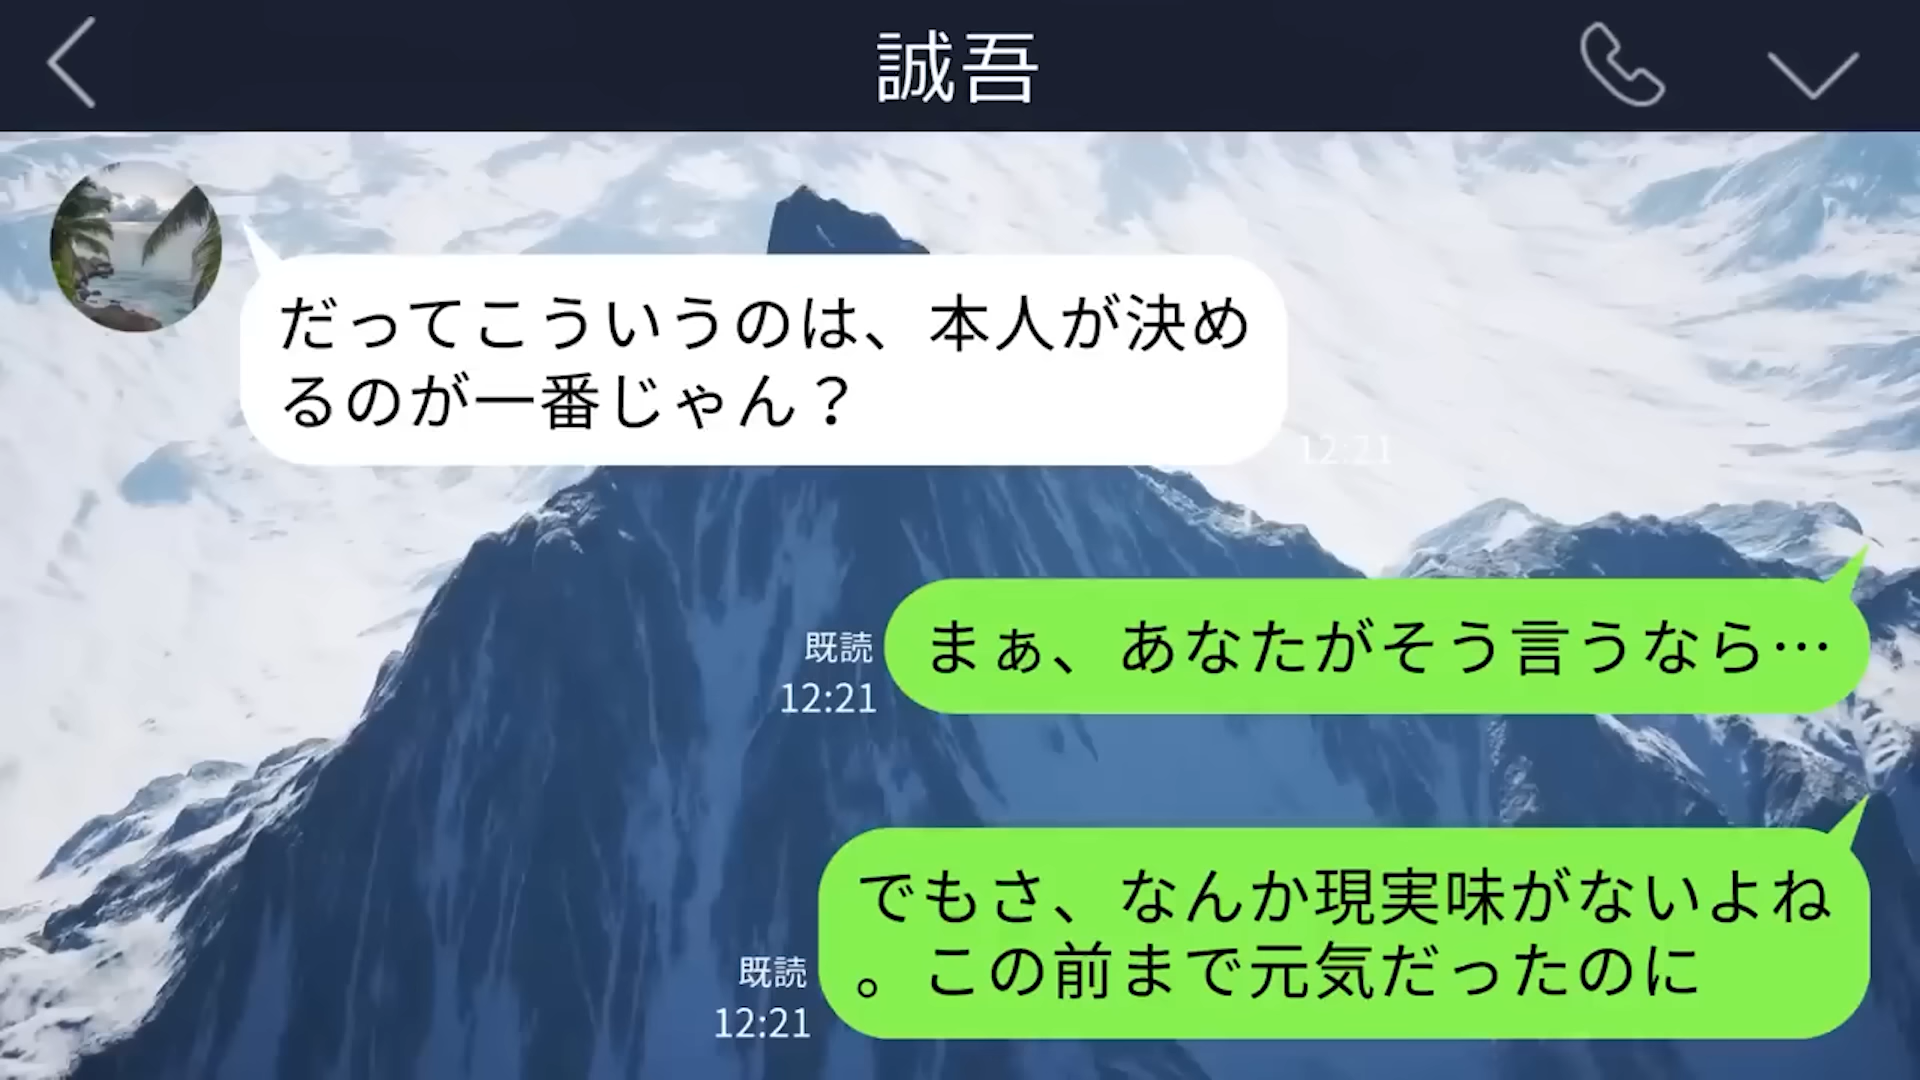 誠吾
だってこういうのは、本人が決め
るのが一番じゃん？
12:21
まぁ、あなたがそう言うなら…
既読
12:21
でもさ、なんか現実味がないよね
。この前まで元気だったのに
既読
12:21